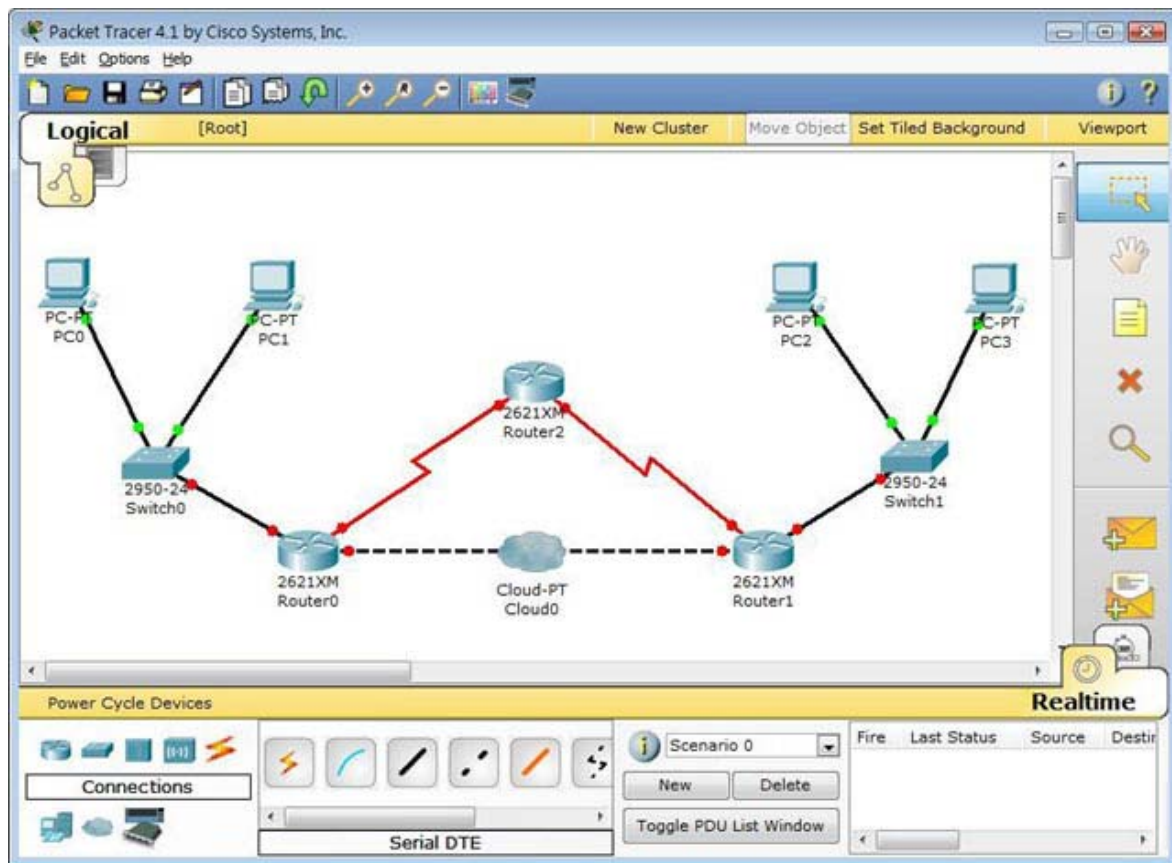 Packet Tracer 4.1 by Cisco Systems, Inc.
File Edit Options Help
Logical [Root] New Cluster Move Object Set Tiled Background Viewport
PC-PT
PC0
PC-PT
PC1
PC-PT
PC2
PC-PT
PC3
2621XM
Router2
2950-24
Switch0
2950-24
Switch1
2621XM
Router0
Cloud-PT
Cloud0
2621XM
Router1
Power Cycle Devices
Realtime
Connections
Serial DTE
Scenario 0
New Delete
Toggle PDU List Window
Fire Last Status Source Destin